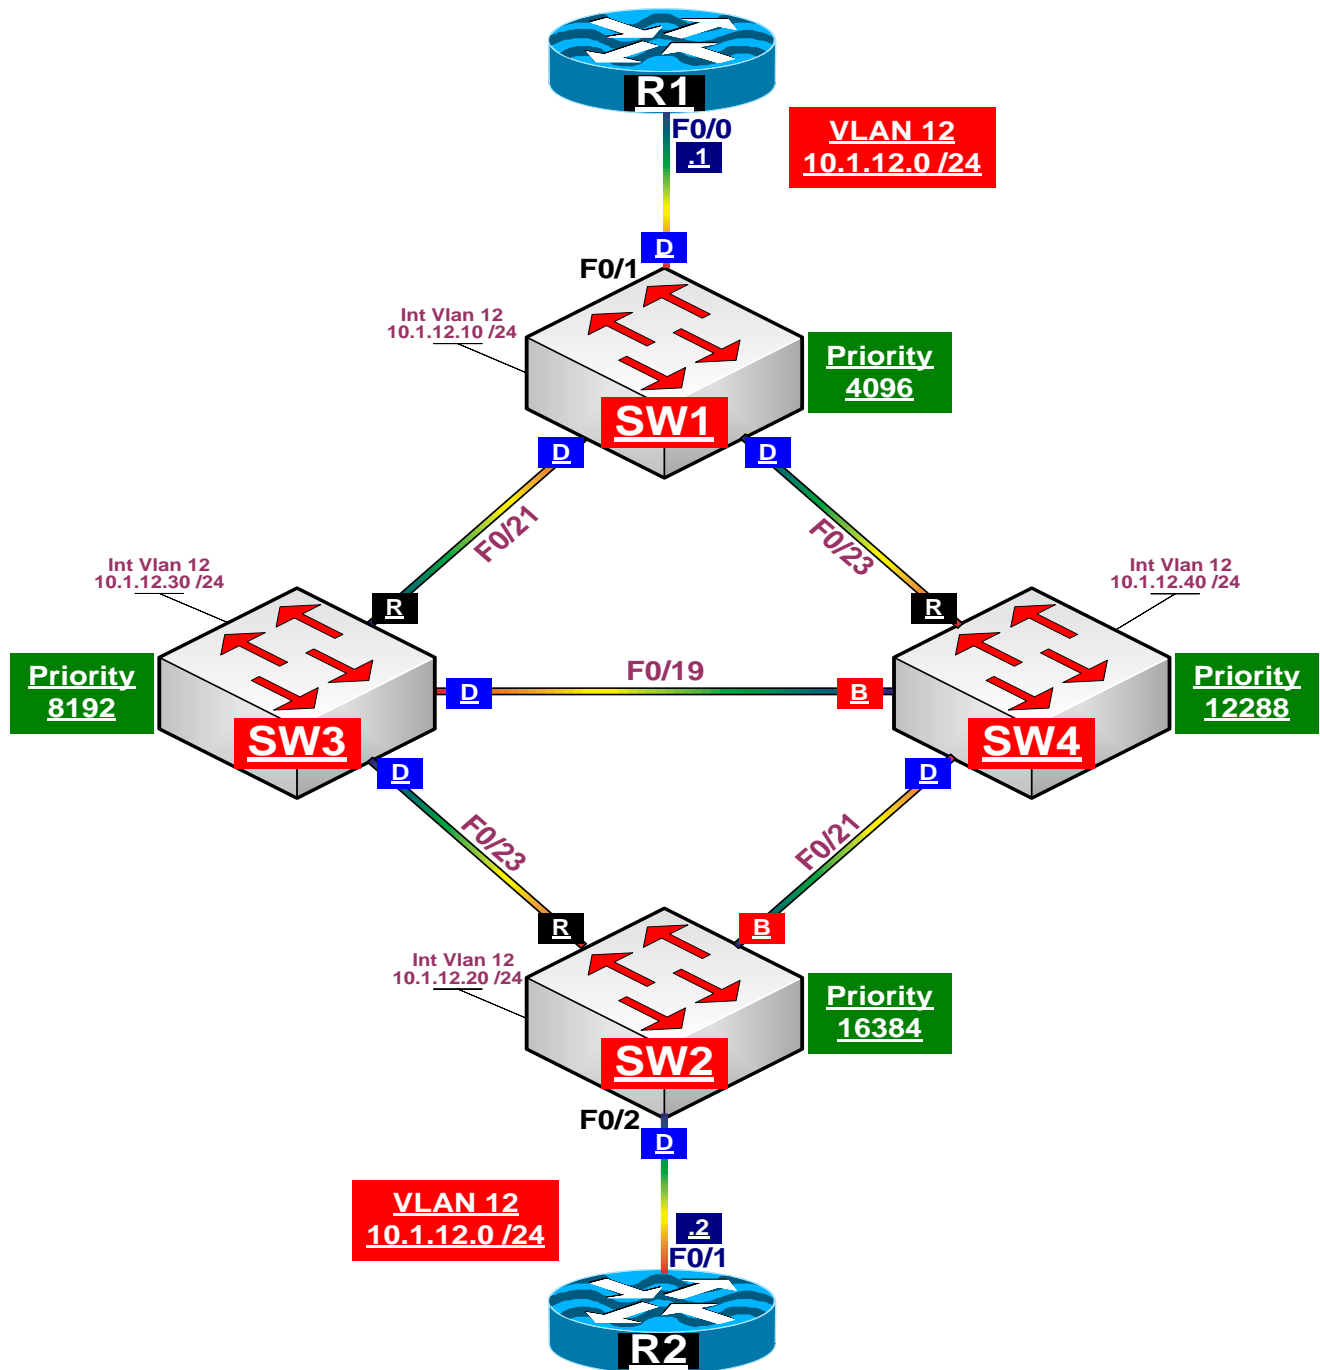 R1
F0/0
.1
VLAN 12
10.1.12.0 /24
D
F0/1
Int Vlan 12
10.1.12.10 /24
Priority
4096
SW1
D
D
F0/21
F0/23
Int Vlan 12
10.1.12.30 /24
Int Vlan 12
10.1.12.40 /24
R
R
Priority
8192
F0/19
Priority
12288
D
B
SW3
SW4
D
D
F0/23
F0/21
R
B
Int Vlan 12
10.1.12.20 /24
Priority
16384
SW2
F0/2
D
VLAN 12
10.1.12.0 /24
.2
F0/1
R2